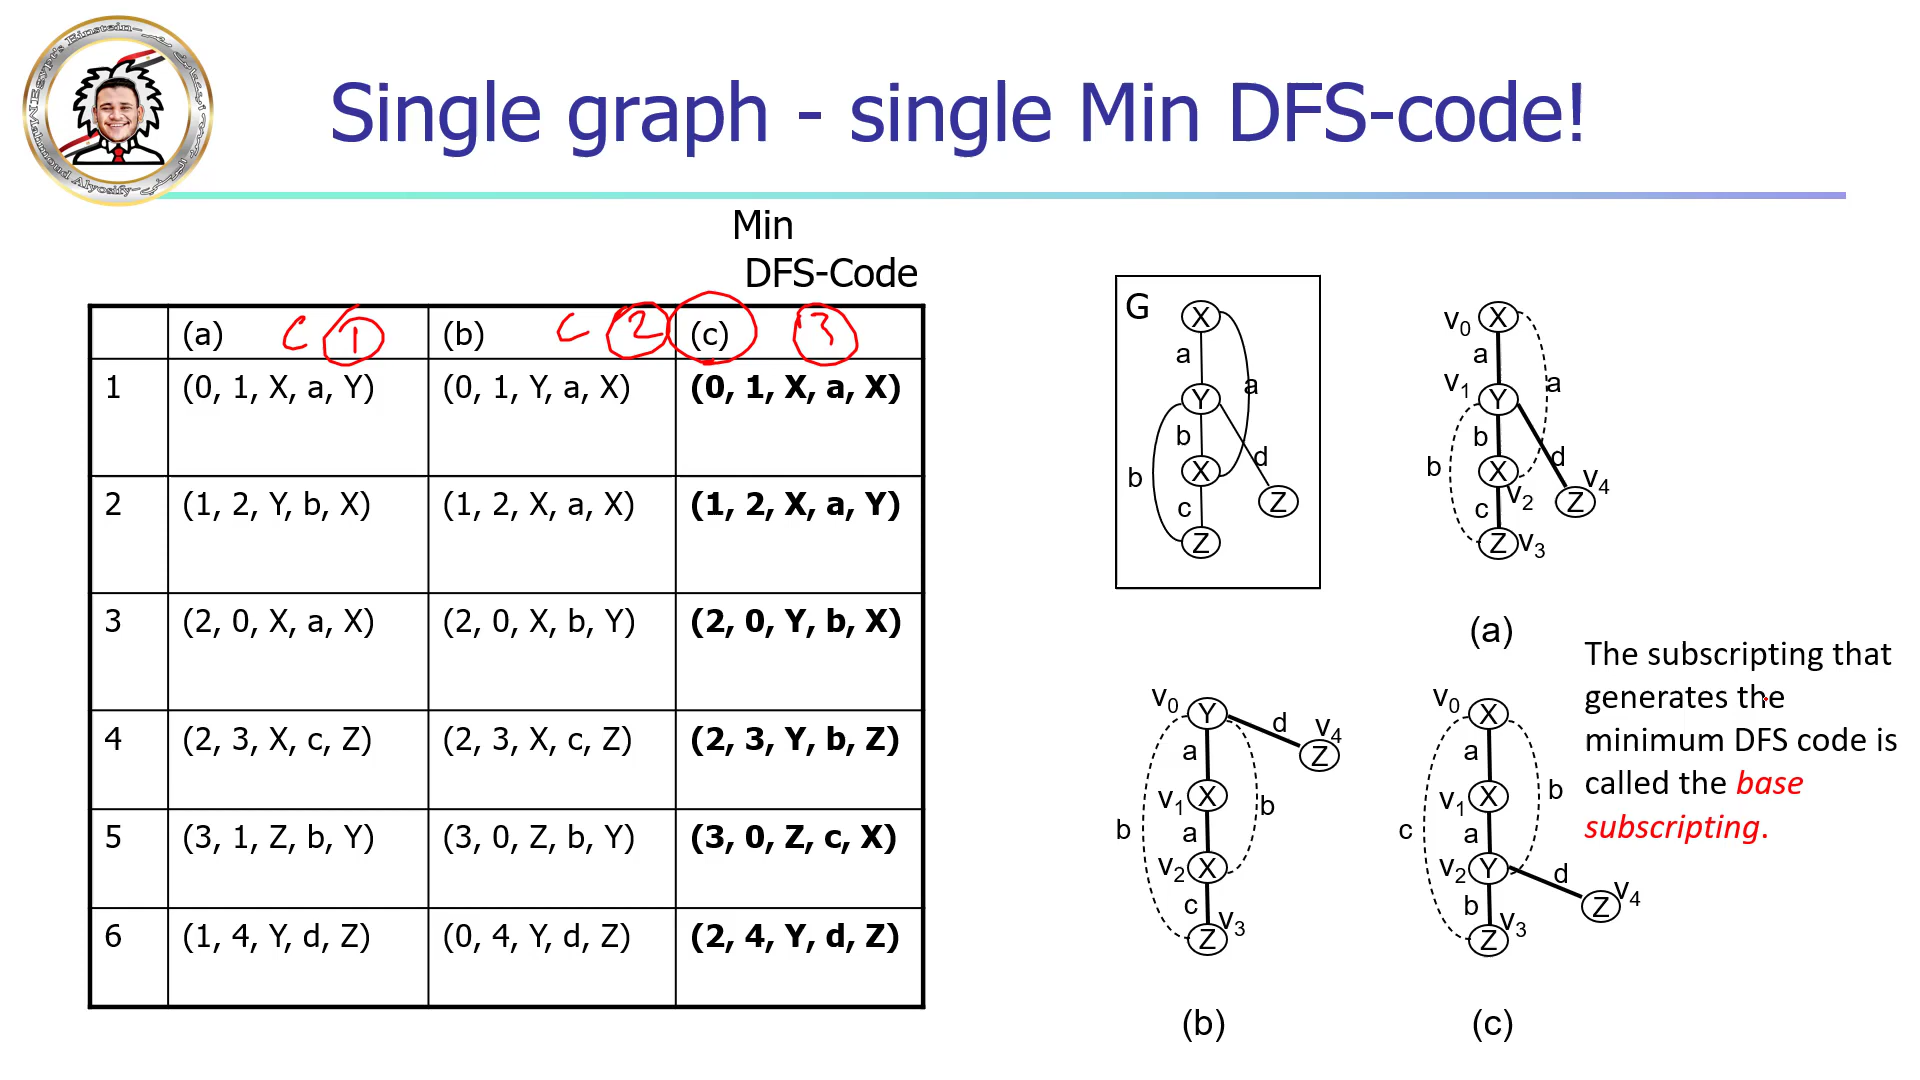 Mahmoud Alyosify-Egypt's Einstein-
Single graph - single Min DFS-code!
Min
DFS-Code
(a) C 1 (b) C 2 (c) 3
1 (0, 1, X, a, Y) (0, 1, Y, a, X) (0, 1, X, a, X)
2 (1, 2, Y, b, X) (1, 2, X, a, X) (1, 2, X, a, Y)
3 (2, 0, X, a, X) (2, 0, X, b, Y) (2, 0, Y, b, X)
4 (2, 3, X, c, Z) (2, 3, X, c, Z) (2, 3, Y, b, Z)
5 (3, 1, Z, b, Y) (3, 0, Z, b, Y) (3, 0, Z, c, X)
6 (1, 4, Y, d, Z) (0, 4, Y, d, Z) (2, 4, Y, d, Z)
G X
a
Y a
b
b X d
c Z
Z
v0 X
a
v1 Y a
b
b X d v4
v2 Z
c
Z v3
(a)
The subscripting that
generates the
minimum DFS code is
called the base
subscripting.
v0 Y d v4
Z
a
v1 X b
b a
v2 X
c v3
Z
(b)
v0 X
a
v1 X b
c a
v2 Y d v4
Z
b v3
Z
(c)